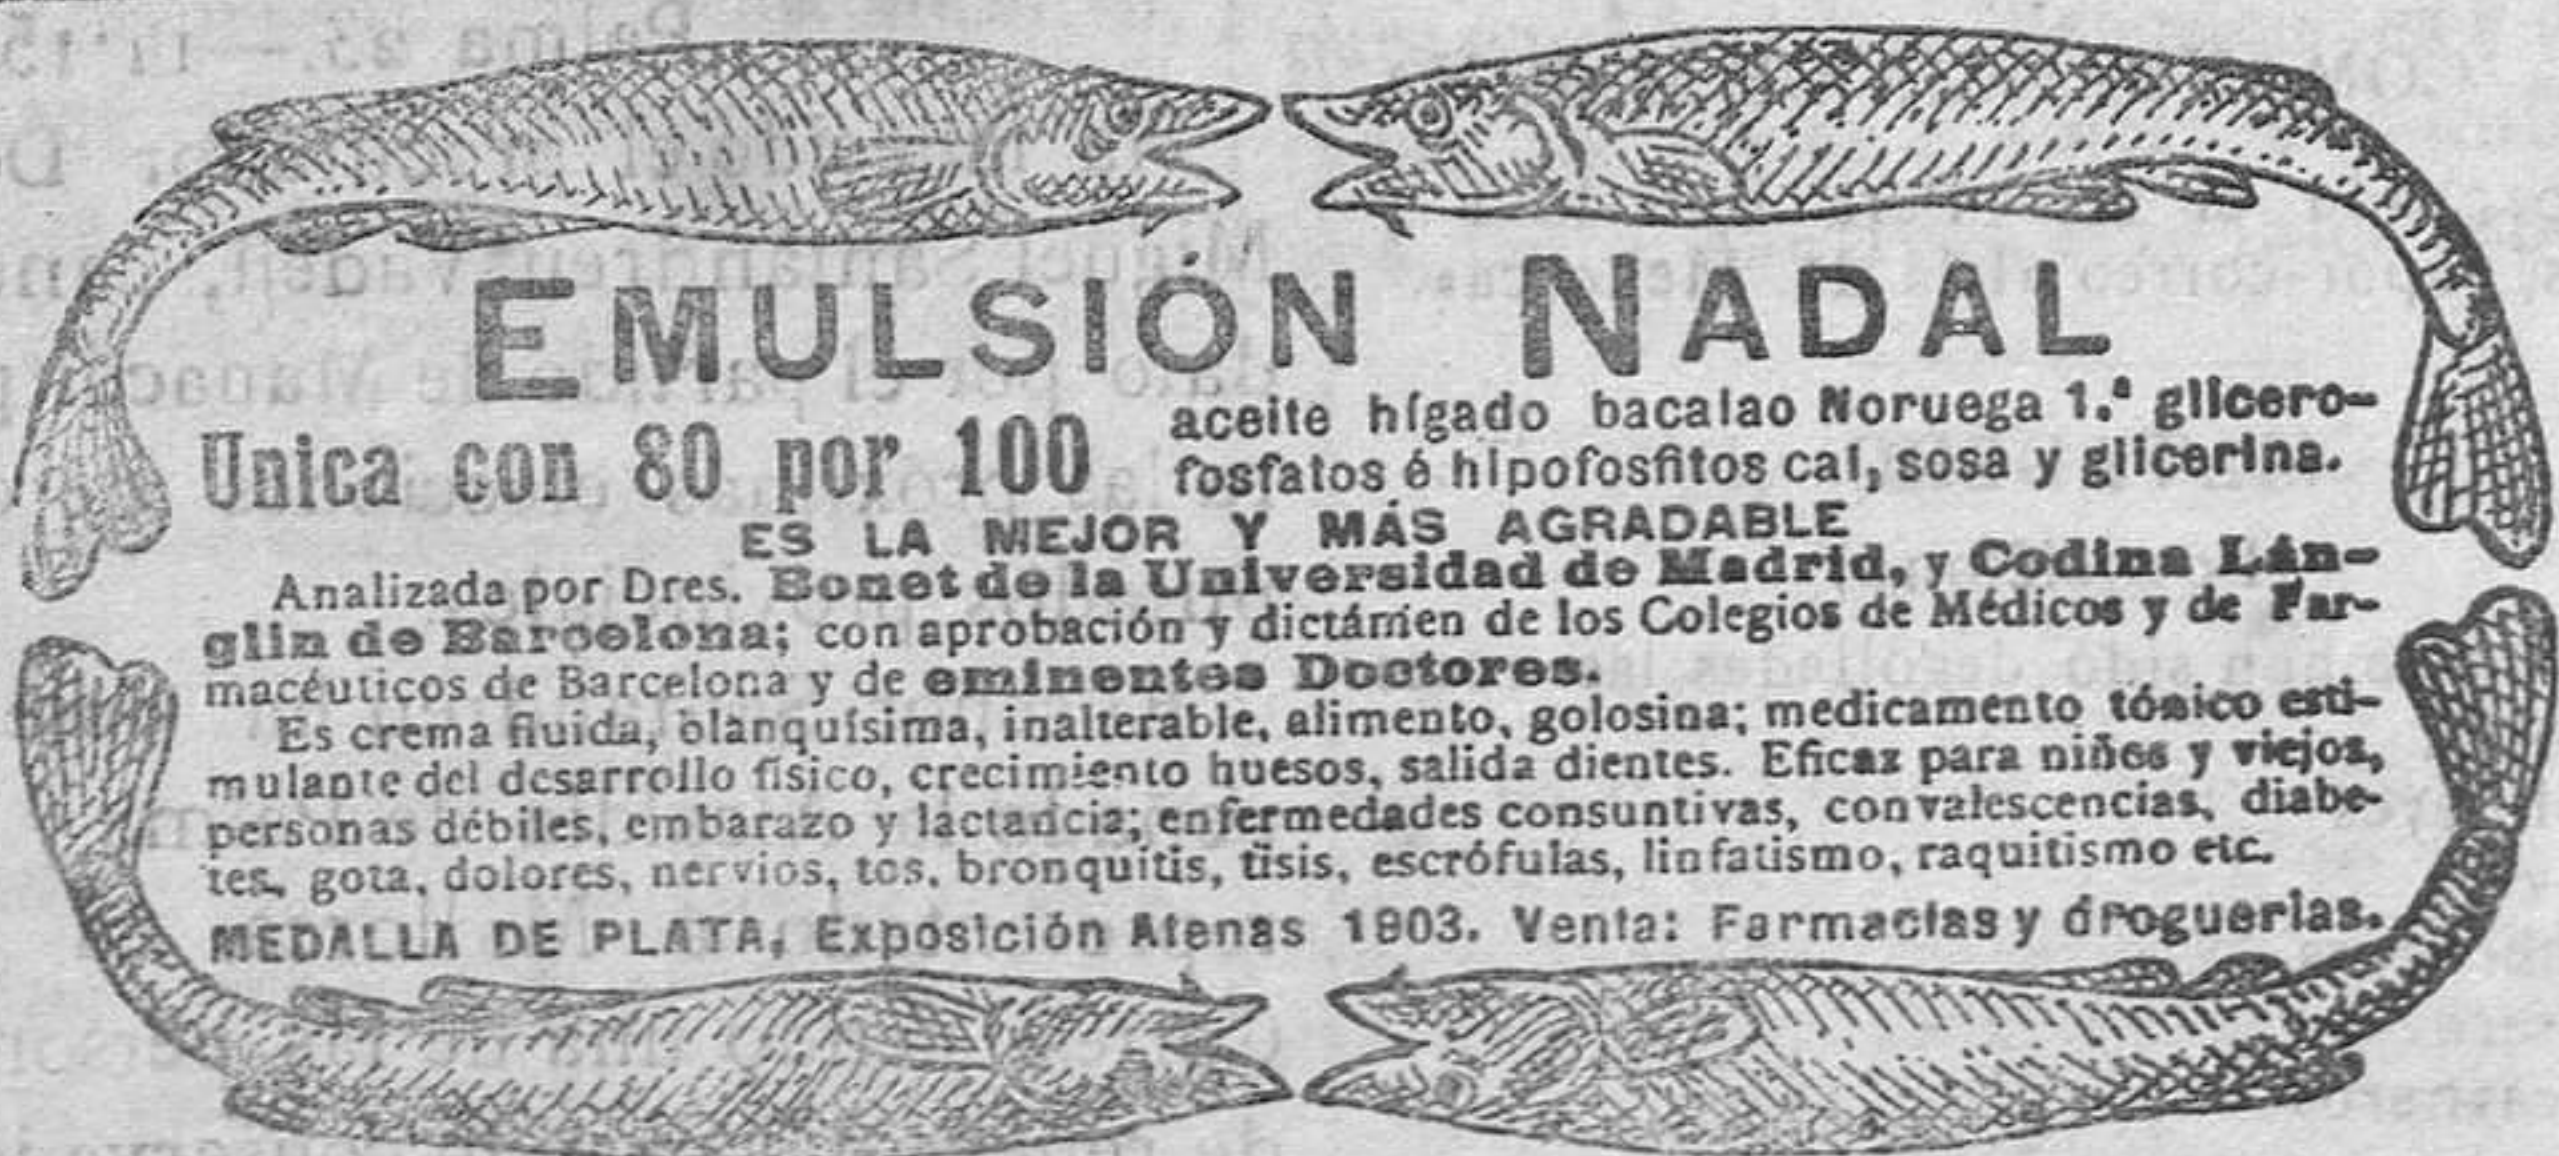 EMULSIÓN NADAL
Unica con 80 por 100
aceite hígado bacalao Noruega 1.ª glicero-
fosfatos é hipofosfitos cal, sosa y glicerina.
ES LA MEJOR Y MÁS AGRADABLE
Analizada por Dres. Bonet de la Universidad de Madrid, y Codina Län-
glin de Barcelona; con aprobación y dictámen de los Colegios de Médicos y de Far-
macéuticos de Barcelona y de eminentes Doctores.
Es crema fluida, blanquísima, inalterable, alimento, golosina; medicamento tónico esti-
mulante del desarrollo físico, crecimiento huesos, salida dientes. Eficaz para niños y viejos,
personas débiles, embarazo y lactancia; enfermedades consuntivas, convalescencias, diabe-
tes, gota, dolores, nervios, tos, bronquitis, tisis, escrófulas, linfatismo, raquitismo etc.
MEDALLA DE PLATA, Exposición Atenas 1903. Venta: Farmacias y droguerias.